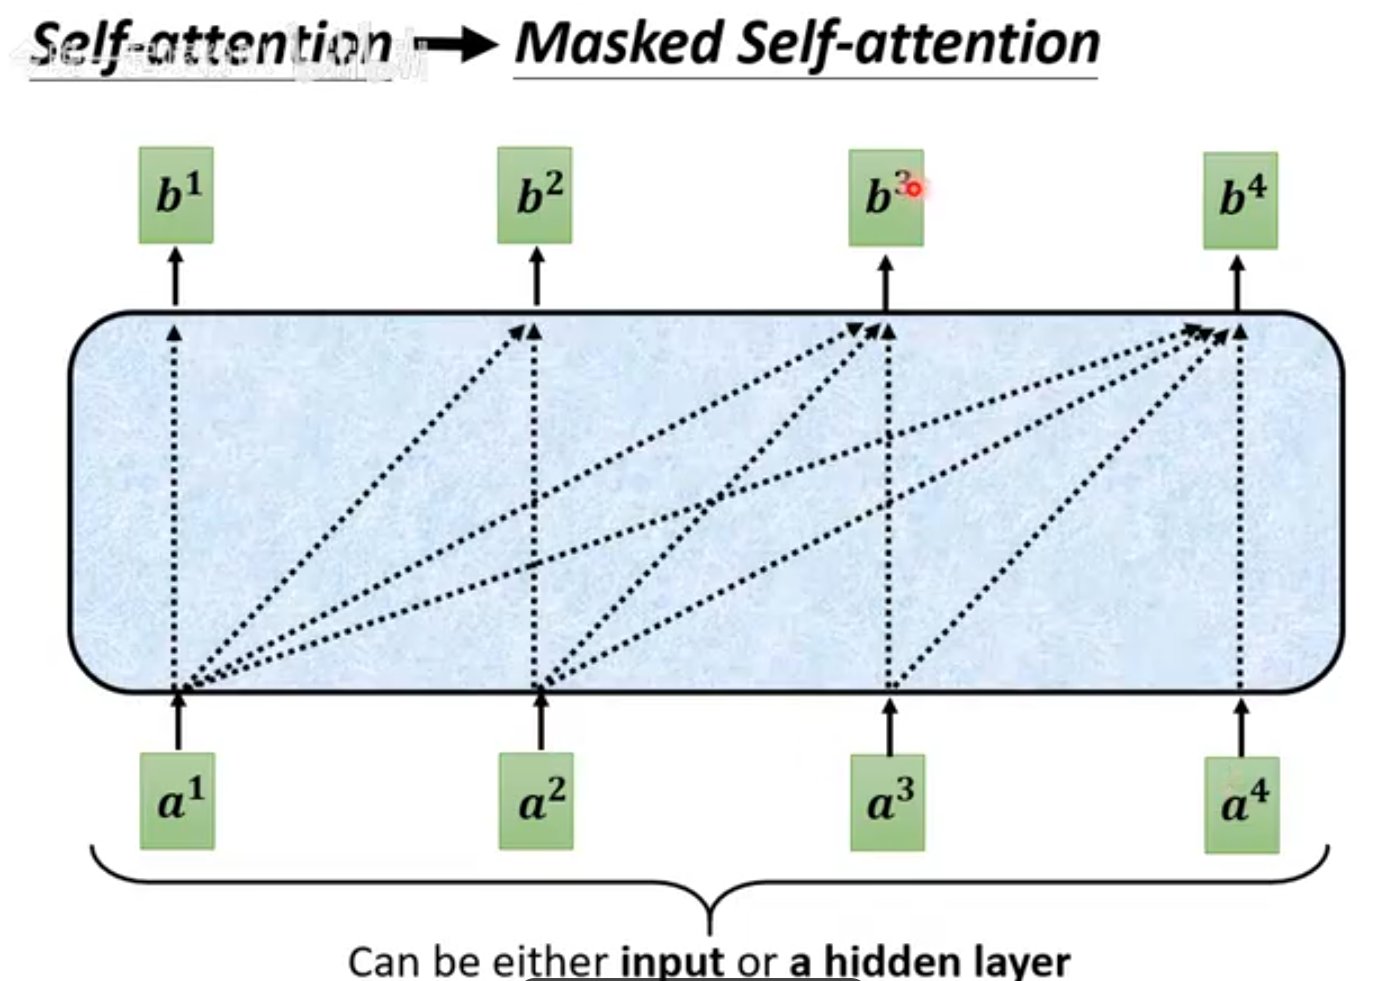 Self-attention → Masked Self-attention
b¹ b² b³ b⁴
a¹ a² a³ a⁴
Can be either input or a hidden layer